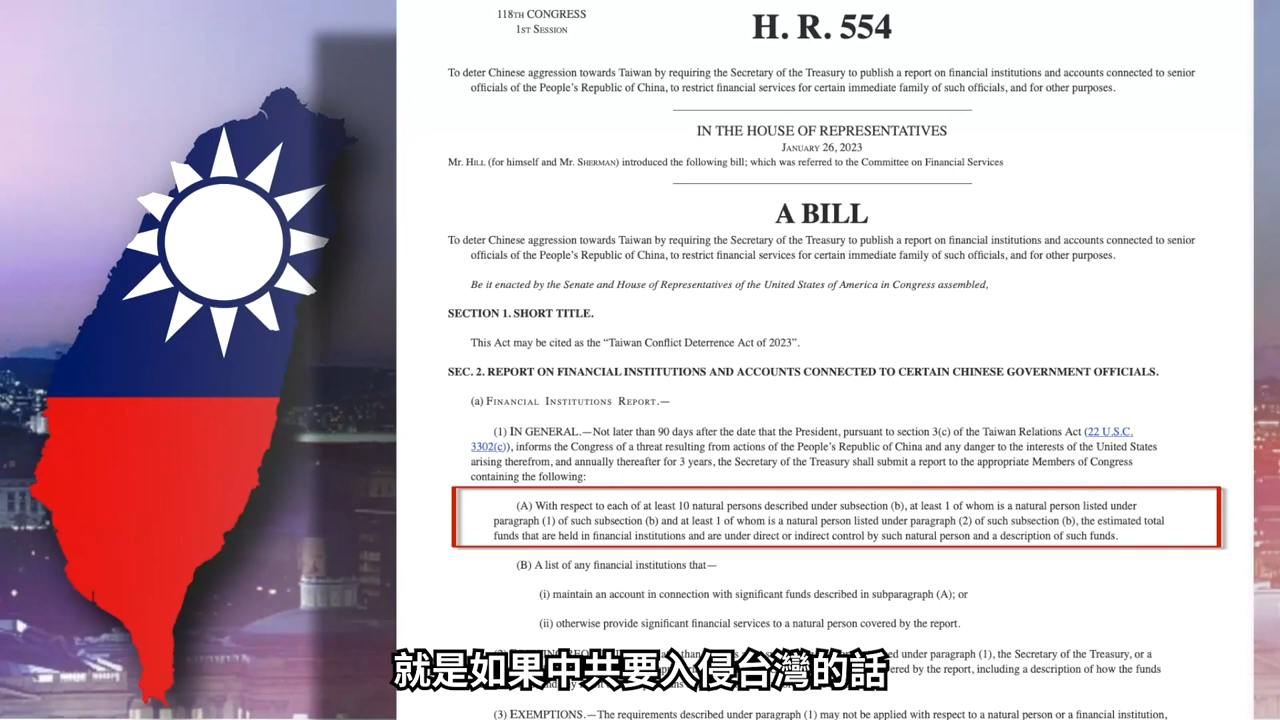 118TH CONGRESS
1ST SESSION
H. R. 554
To deter Chinese aggression towards Taiwan by requiring the Secretary of the Treasury to publish a report on financial institutions and accounts connected to senior
officials of the People's Republic of China, to restrict financial services for certain immediate family of such officials, and for other purposes.
IN THE HOUSE OF REPRESENTATIVES
JANUARY 26, 2023
Mr. HILL (for himself and Mr. SHERMAN) introduced the following bill; which was referred to the Committee on Financial Services
A BILL
To deter Chinese aggression towards Taiwan by requiring the Secretary of the Treasury to publish a report on financial institutions and accounts connected to senior
officials of the People's Republic of China, to restrict financial services for certain immediate family of such officials, and for other purposes.
Be it enacted by the Senate and House of Representatives of the United States of America in Congress assembled,
SECTION 1. SHORT TITLE.
This Act may be cited as the “Taiwan Conflict Deterrence Act of 2023”.
SEC. 2. REPORT ON FINANCIAL INSTITUTIONS AND ACCOUNTS CONNECTED TO CERTAIN CHINESE GOVERNMENT OFFICIALS.
(a) FINANCIAL INSTITUTIONS REPORT.—
(1) IN GENERAL.—Not later than 90 days after the date that the President, pursuant to section 3(c) of the Taiwan Relations Act (22 U.S.C.
3302(c)), informs the Congress of a threat resulting from actions of the People's Republic of China and any danger to the interests of the United States
arising therefrom, and annually thereafter for 3 years, the Secretary of the Treasury shall submit a report to the appropriate Members of Congress
containing the following:
(A) With respect to each of at least 10 natural persons described under subsection (b), at least 1 of whom is a natural person listed under
paragraph (1) of such subsection (b) and at least 1 of whom is a natural person listed under paragraph (2) of such subsection (b), the estimated total
funds that are held in financial institutions and are under direct or indirect control by such natural person and a description of such funds.
(B) A list of any financial institutions that—
(i) maintain an account in connection with significant funds described in subparagraph (A); or
(ii) otherwise provide significant financial services to a natural person covered by the report.
under paragraph (1), the Secretary of the Treasury, or a
by the report, including a description of how the funds
就是如果中共要入侵台灣的話
(3) EXEMPTIONS.—The requirements described under paragraph (1) may not be applied with respect to a natural person or a financial institution,